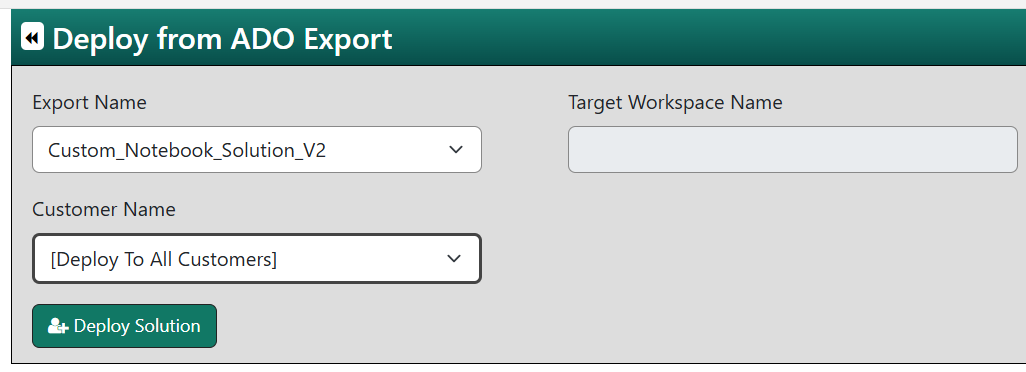 Deploy from ADO Export
Export Name
Target Workspace Name
Custom_Notebook_Solution_V2
Customer Name
[Deploy To All Customers]
Deploy Solution